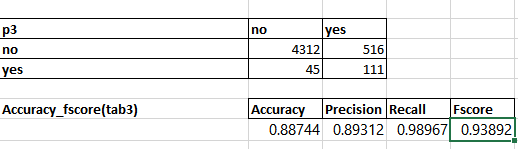 p3 no yes
no 4312 516
yes 45 111
Accuracy_fscore(tab3) Accuracy Precision Recall Fscore
0.88744 0.89312 0.98967 0.93892